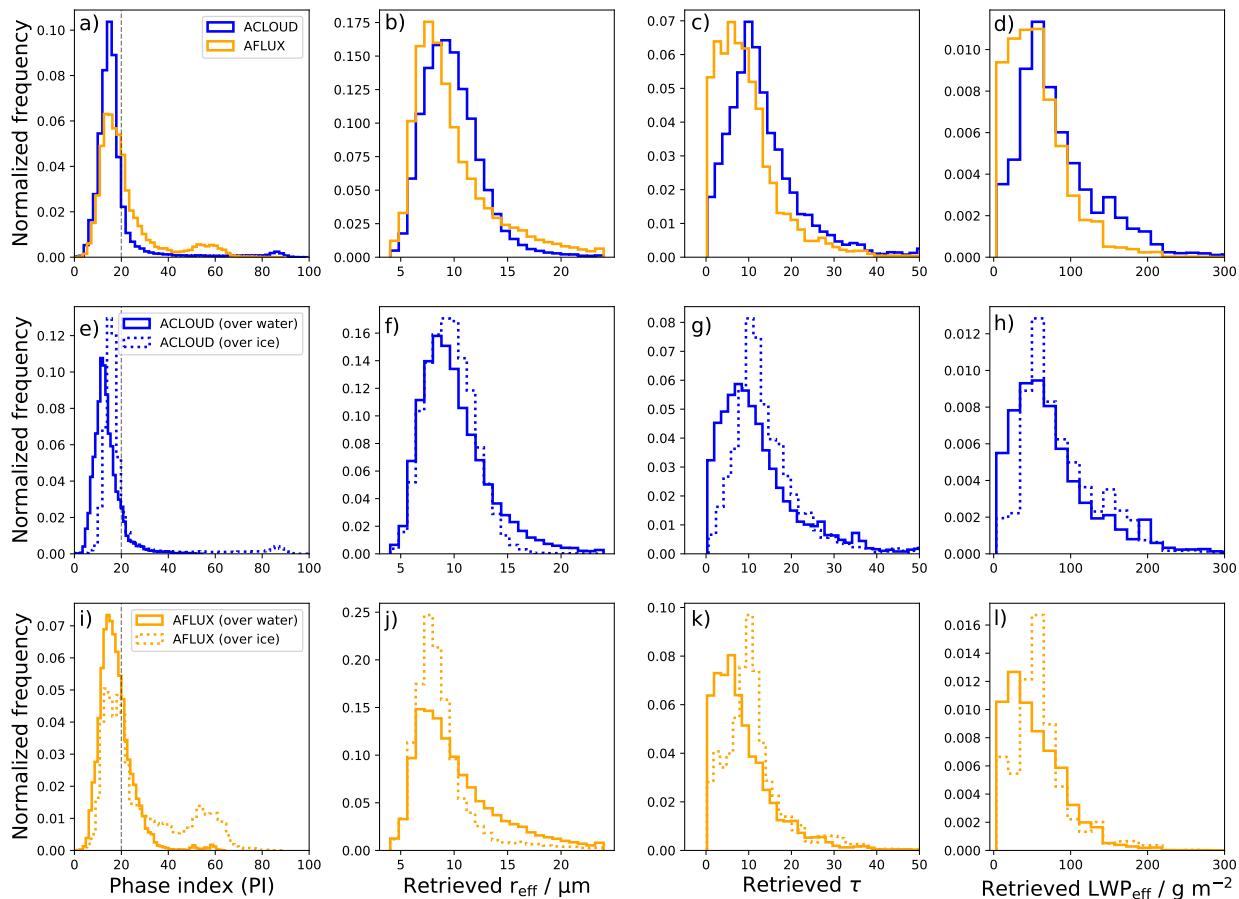 a)
ACLOUD
AFLUX
Normalized frequency
0.10
0.08
0.06
0.04
0.02
0.00
0 20 40 60 80 100
b)
0.175
0.150
0.125
0.100
0.075
0.050
0.025
0.000
5 10 15 20
c)
0.07
0.06
0.05
0.04
0.03
0.02
0.01
0.00
0 10 20 30 40 50
d)
0.010
0.008
0.006
0.004
0.002
0.000
0 100 200 300
e)
ACLOUD (over water)
ACLOUD (over ice)
Normalized frequency
0.12
0.10
0.08
0.06
0.04
0.02
0.00
0 20 40 60 80 100
f)
0.16
0.14
0.12
0.10
0.08
0.06
0.04
0.02
0.00
5 10 15 20
g)
0.08
0.07
0.06
0.05
0.04
0.03
0.02
0.01
0.00
0 10 20 30 40 50
h)
0.012
0.010
0.008
0.006
0.004
0.002
0.000
0 100 200 300
i)
AFLUX (over water)
AFLUX (over ice)
Normalized frequency
0.07
0.06
0.05
0.04
0.03
0.02
0.01
0.00
0 20 40 60 80 100
Phase index (PI)
j)
0.25
0.20
0.15
0.10
0.05
0.00
5 10 15 20
Retrieved r_eff / µm
k)
0.10
0.08
0.06
0.04
0.02
0.00
0 10 20 30 40 50
Retrieved τ
l)
0.016
0.014
0.012
0.010
0.008
0.006
0.004
0.002
0.000
0 100 200 300
Retrieved LWP_eff / g m⁻²